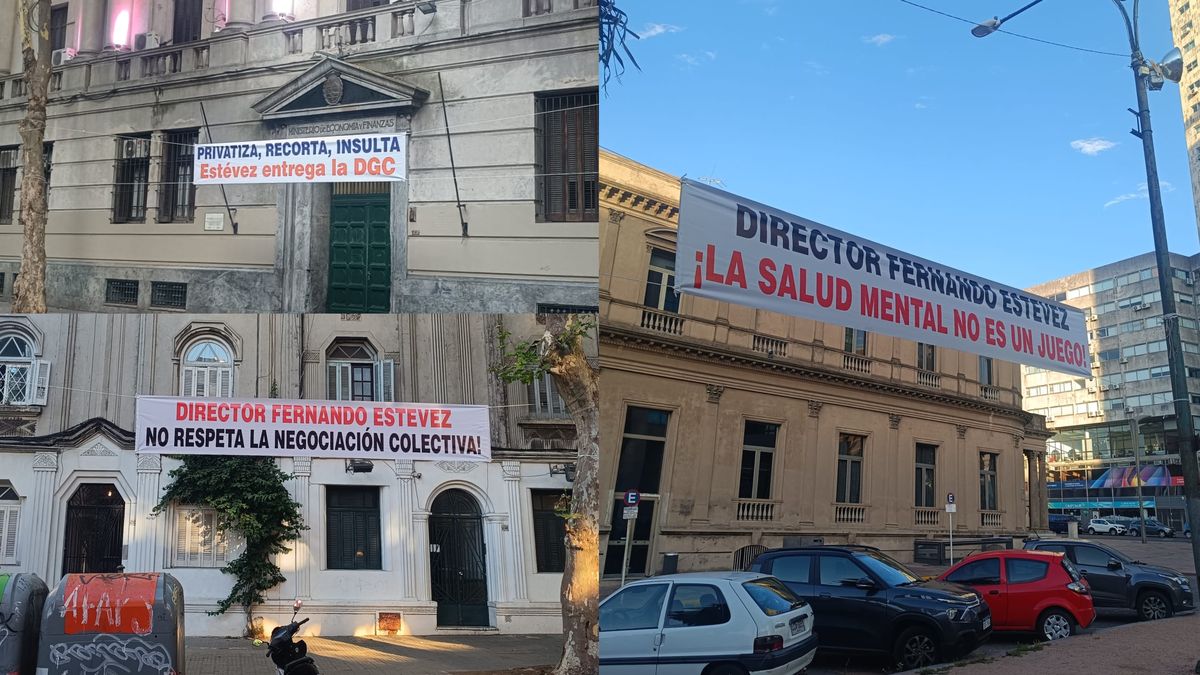 MINISTERIO DE ECONOMIA Y FINANZAS
PRIVATIZA, RECORTA, INSULTA
Estévez entrega la DGC
DIRECTOR FERNANDO ESTEVEZ
NO RESPETA LA NEGOCIACIÓN COLECTIVA!
DIRECTOR FERNANDO ESTEVEZ
¡LA SALUD MENTAL NO ES UN JUEGO!
E
E